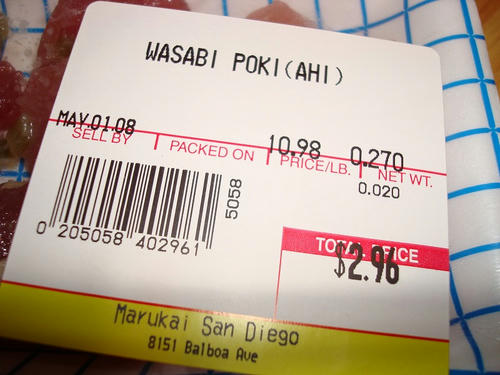 WASABI POKI(AHI)
MAY.01.08 10.98 0.270
SELL BY PACKED ON PRICE/LB. NET WT.
0.020
5058
0 205058 402961
TOTAL PRICE
$2.96
Marukai San Diego
8151 Balboa Ave